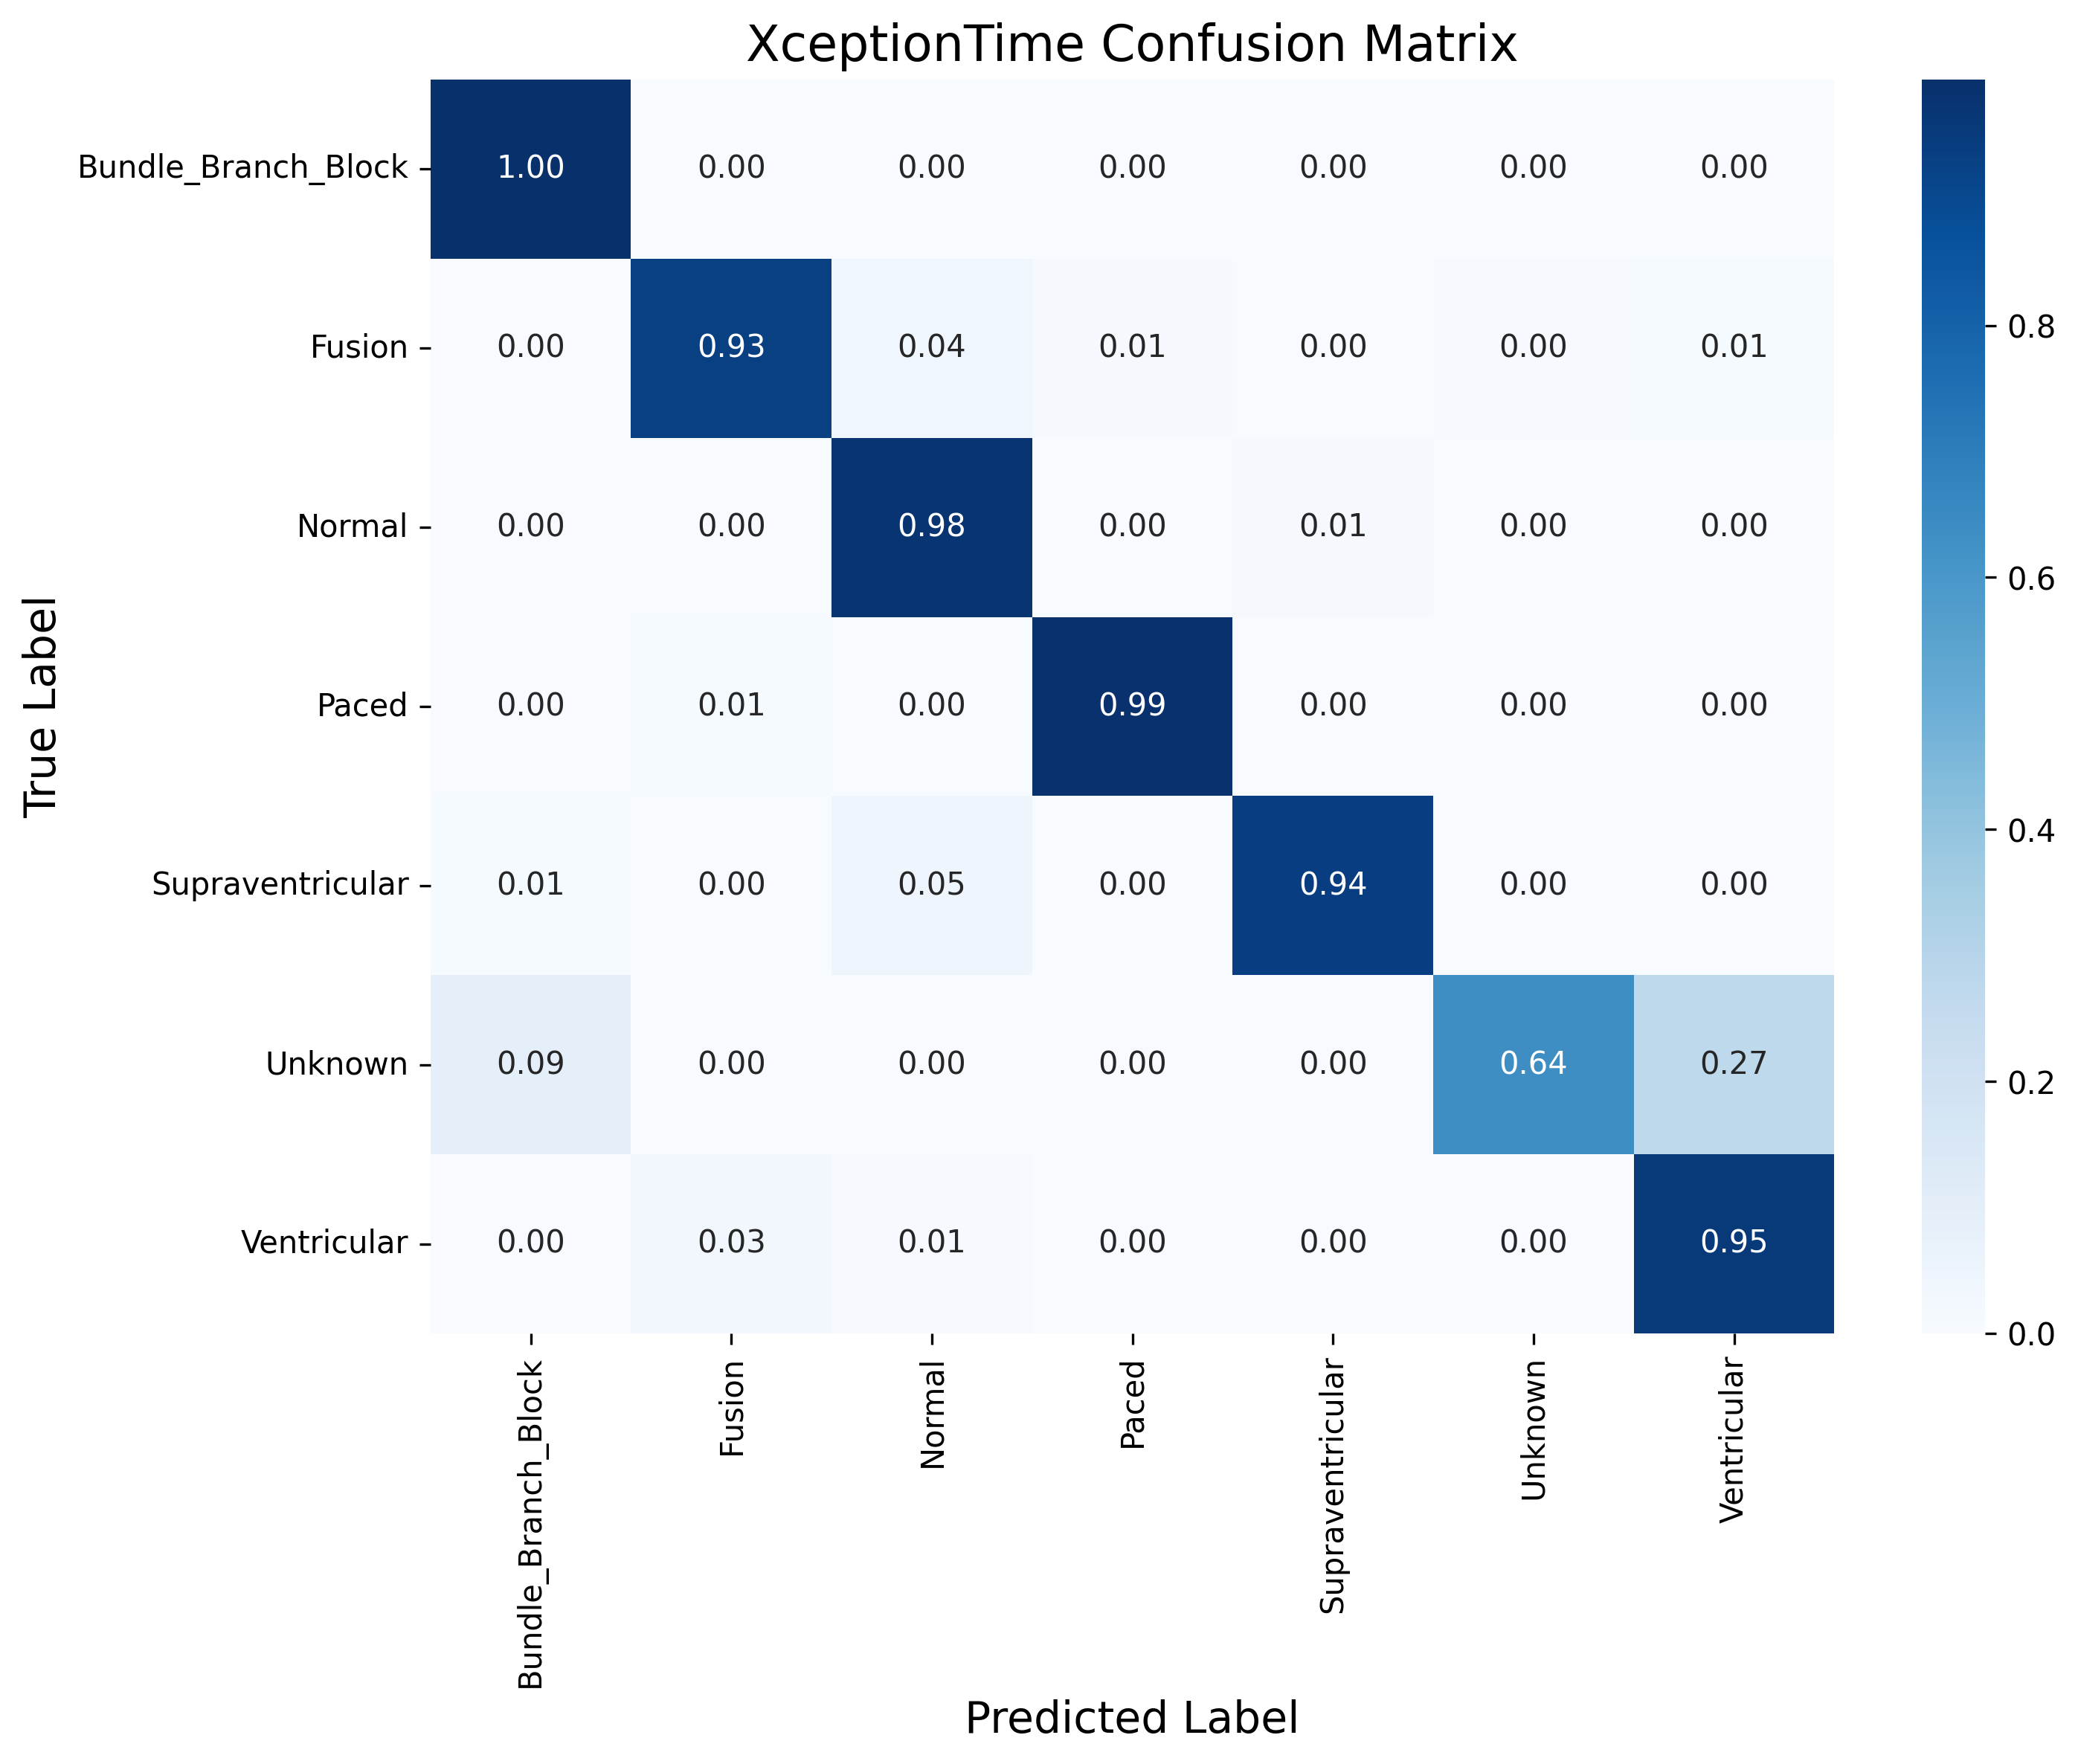 XceptionTime Confusion Matrix
True Label
Bundle_Branch_Block 1.00 0.00 0.00 0.00 0.00 0.00 0.00
Fusion 0.00 0.93 0.04 0.01 0.00 0.00 0.01
Normal 0.00 0.00 0.98 0.00 0.01 0.00 0.00
Paced 0.00 0.01 0.00 0.99 0.00 0.00 0.00
Supraventricular 0.01 0.00 0.05 0.00 0.94 0.00 0.00
Unknown 0.09 0.00 0.00 0.00 0.00 0.64 0.27
Ventricular 0.00 0.03 0.01 0.00 0.00 0.00 0.95
Bundle_Branch_Block
Fusion
Normal
Paced
Supraventricular
Unknown
Ventricular
Predicted Label
0.8
0.6
0.4
0.2
0.0